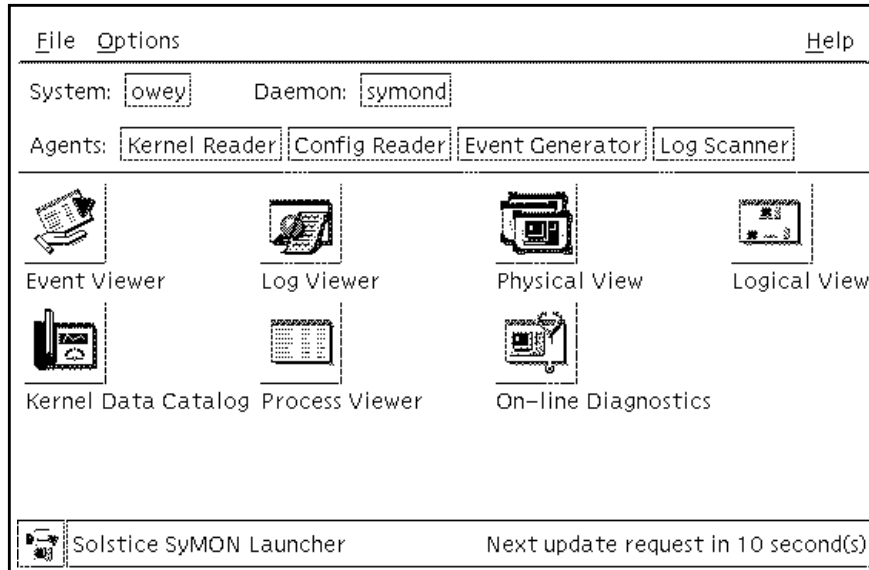 File Options Help
System: owey Daemon: symond
Agents: Kernel Reader Config Reader Event Generator Log Scanner
Event Viewer Log Viewer Physical View Logical View
Kernel Data Catalog Process Viewer On-line Diagnostics
Solstice SyMON Launcher Next update request in 10 second(s)